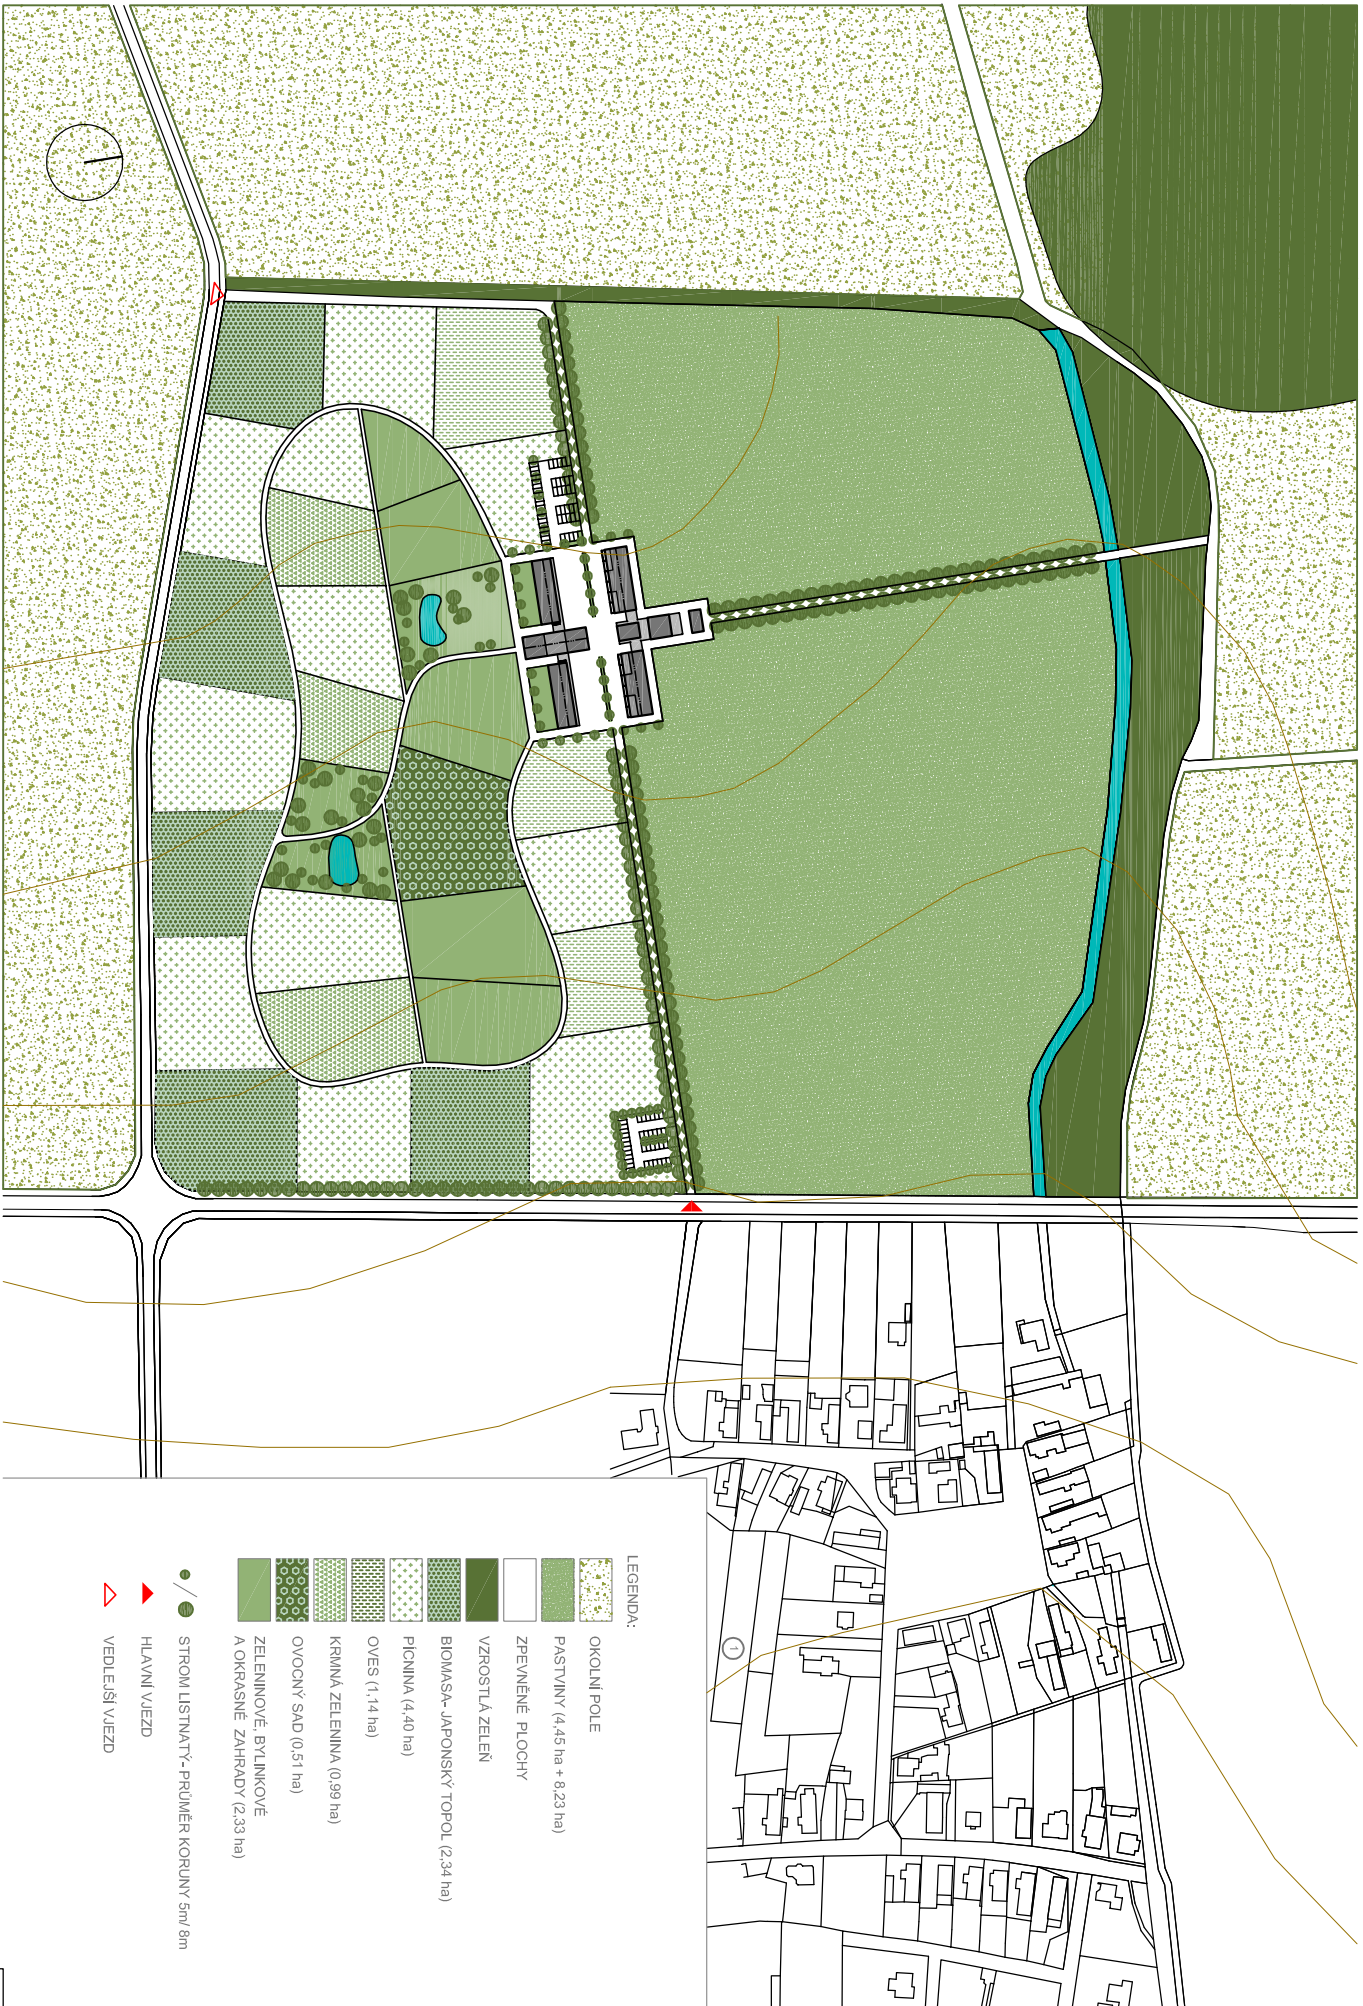 LEGENDA:
OKOLNÍ POLE
PASTVINY (4,45 ha + 8,23 ha)
ZPEVNĚNÉ PLOCHY
VZROSTLÁ ZELEŇ
BIOMASA- JAPONSKÝ TOPOL (2,34 ha)
PÍCNINA (4,40 ha)
OVES (1,14 ha)
KRMNÁ ZELENINA (0,99 ha)
OVOCNÝ SAD (0,51 ha)
ZELENINOVÉ, BYLINKOVÉ
A OKRASNÉ ZAHRADY (2,33 ha)
STROM LISTNATÝ- PRŮMĚR KORUNY 5m/ 8m
HLAVNÍ VJEZD
VEDLEJŠÍ VJEZD
1